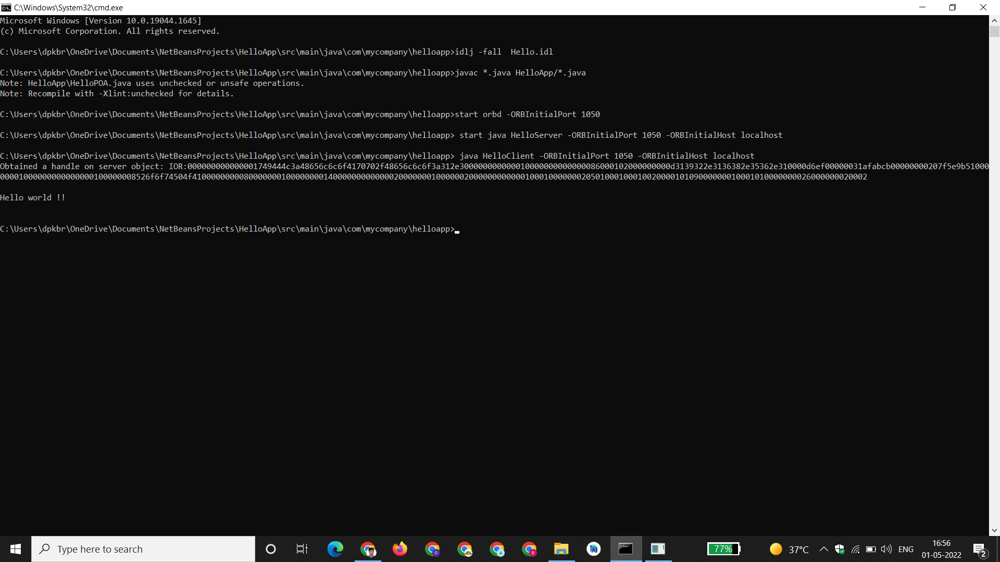 C:\Windows\System32\cmd.exe
Microsoft Windows [Version 10.0.19044.1645]
(c) Microsoft Corporation. All rights reserved.
C:\Users\dpkbr\OneDrive\Documents\NetBeansProjects\HelloApp\src\main\java\com\mycompany\helloapp>idlj -fall  Hello.idl
C:\Users\dpkbr\OneDrive\Documents\NetBeansProjects\HelloApp\src\main\java\com\mycompany\helloapp>javac *.java HelloApp/*.java
Note: HelloApp\HelloPOA.java uses unchecked or unsafe operations.
Note: Recompile with -Xlint:unchecked for details.
C:\Users\dpkbr\OneDrive\Documents\NetBeansProjects\HelloApp\src\main\java\com\mycompany\helloapp>start orbd -ORBInitialPort 1050
C:\Users\dpkbr\OneDrive\Documents\NetBeansProjects\HelloApp\src\main\java\com\mycompany\helloapp> start java HelloServer -ORBInitialPort 1050 -ORBInitialHost localhost
C:\Users\dpkbr\OneDrive\Documents\NetBeansProjects\HelloApp\src\main\java\com\mycompany\helloapp> java HelloClient -ORBInitialPort 1050 -ORBInitialHost localhost
Obtained a handle on server object:
Hello world !!
C:\Users\dpkbr\OneDrive\Documents\NetBeansProjects\HelloApp\src\main\java\com\mycompany\helloapp>
Type here to search
77%
37°C
ENG
16:56
01-05-2022
2